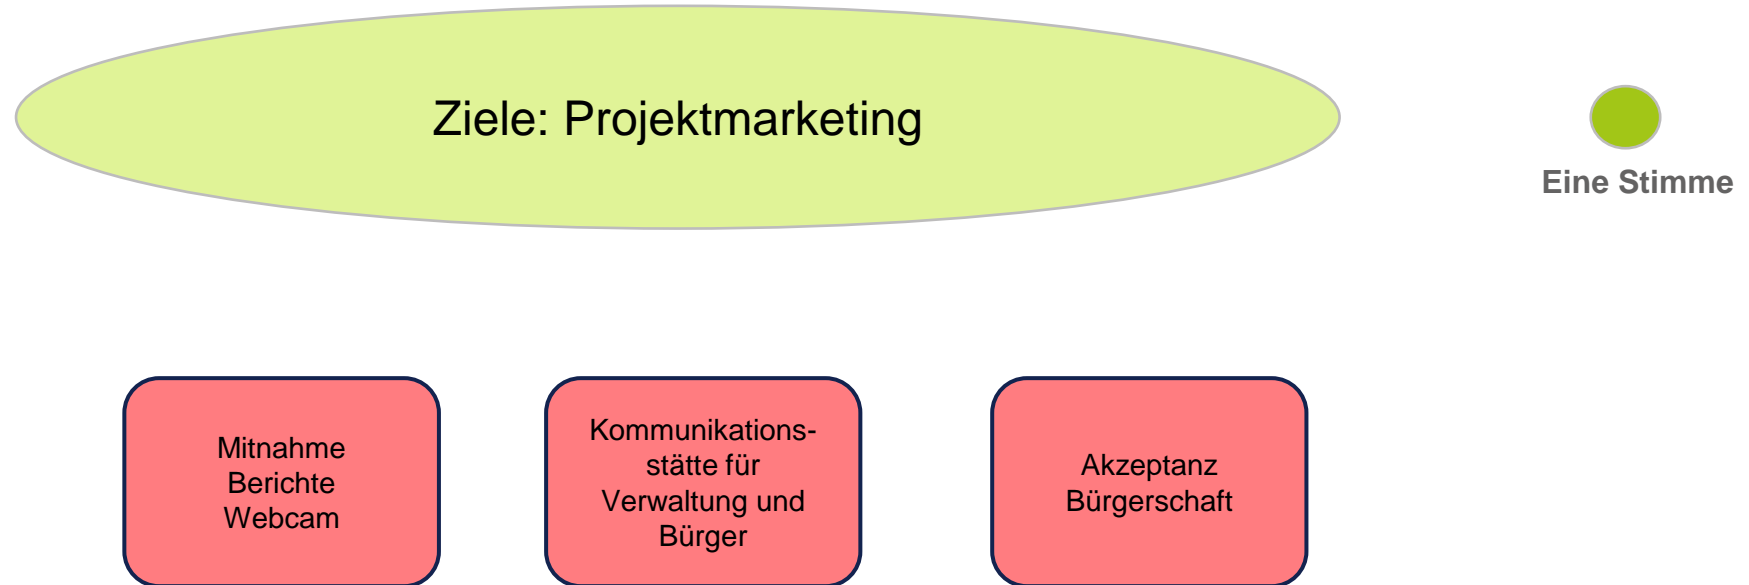 Ziele: Projektmarketing
Eine Stimme
Mitnahme
Berichte
Webcam
Kommunikations-
stätte für
Verwaltung und
Bürger
Akzeptanz
Bürgerschaft